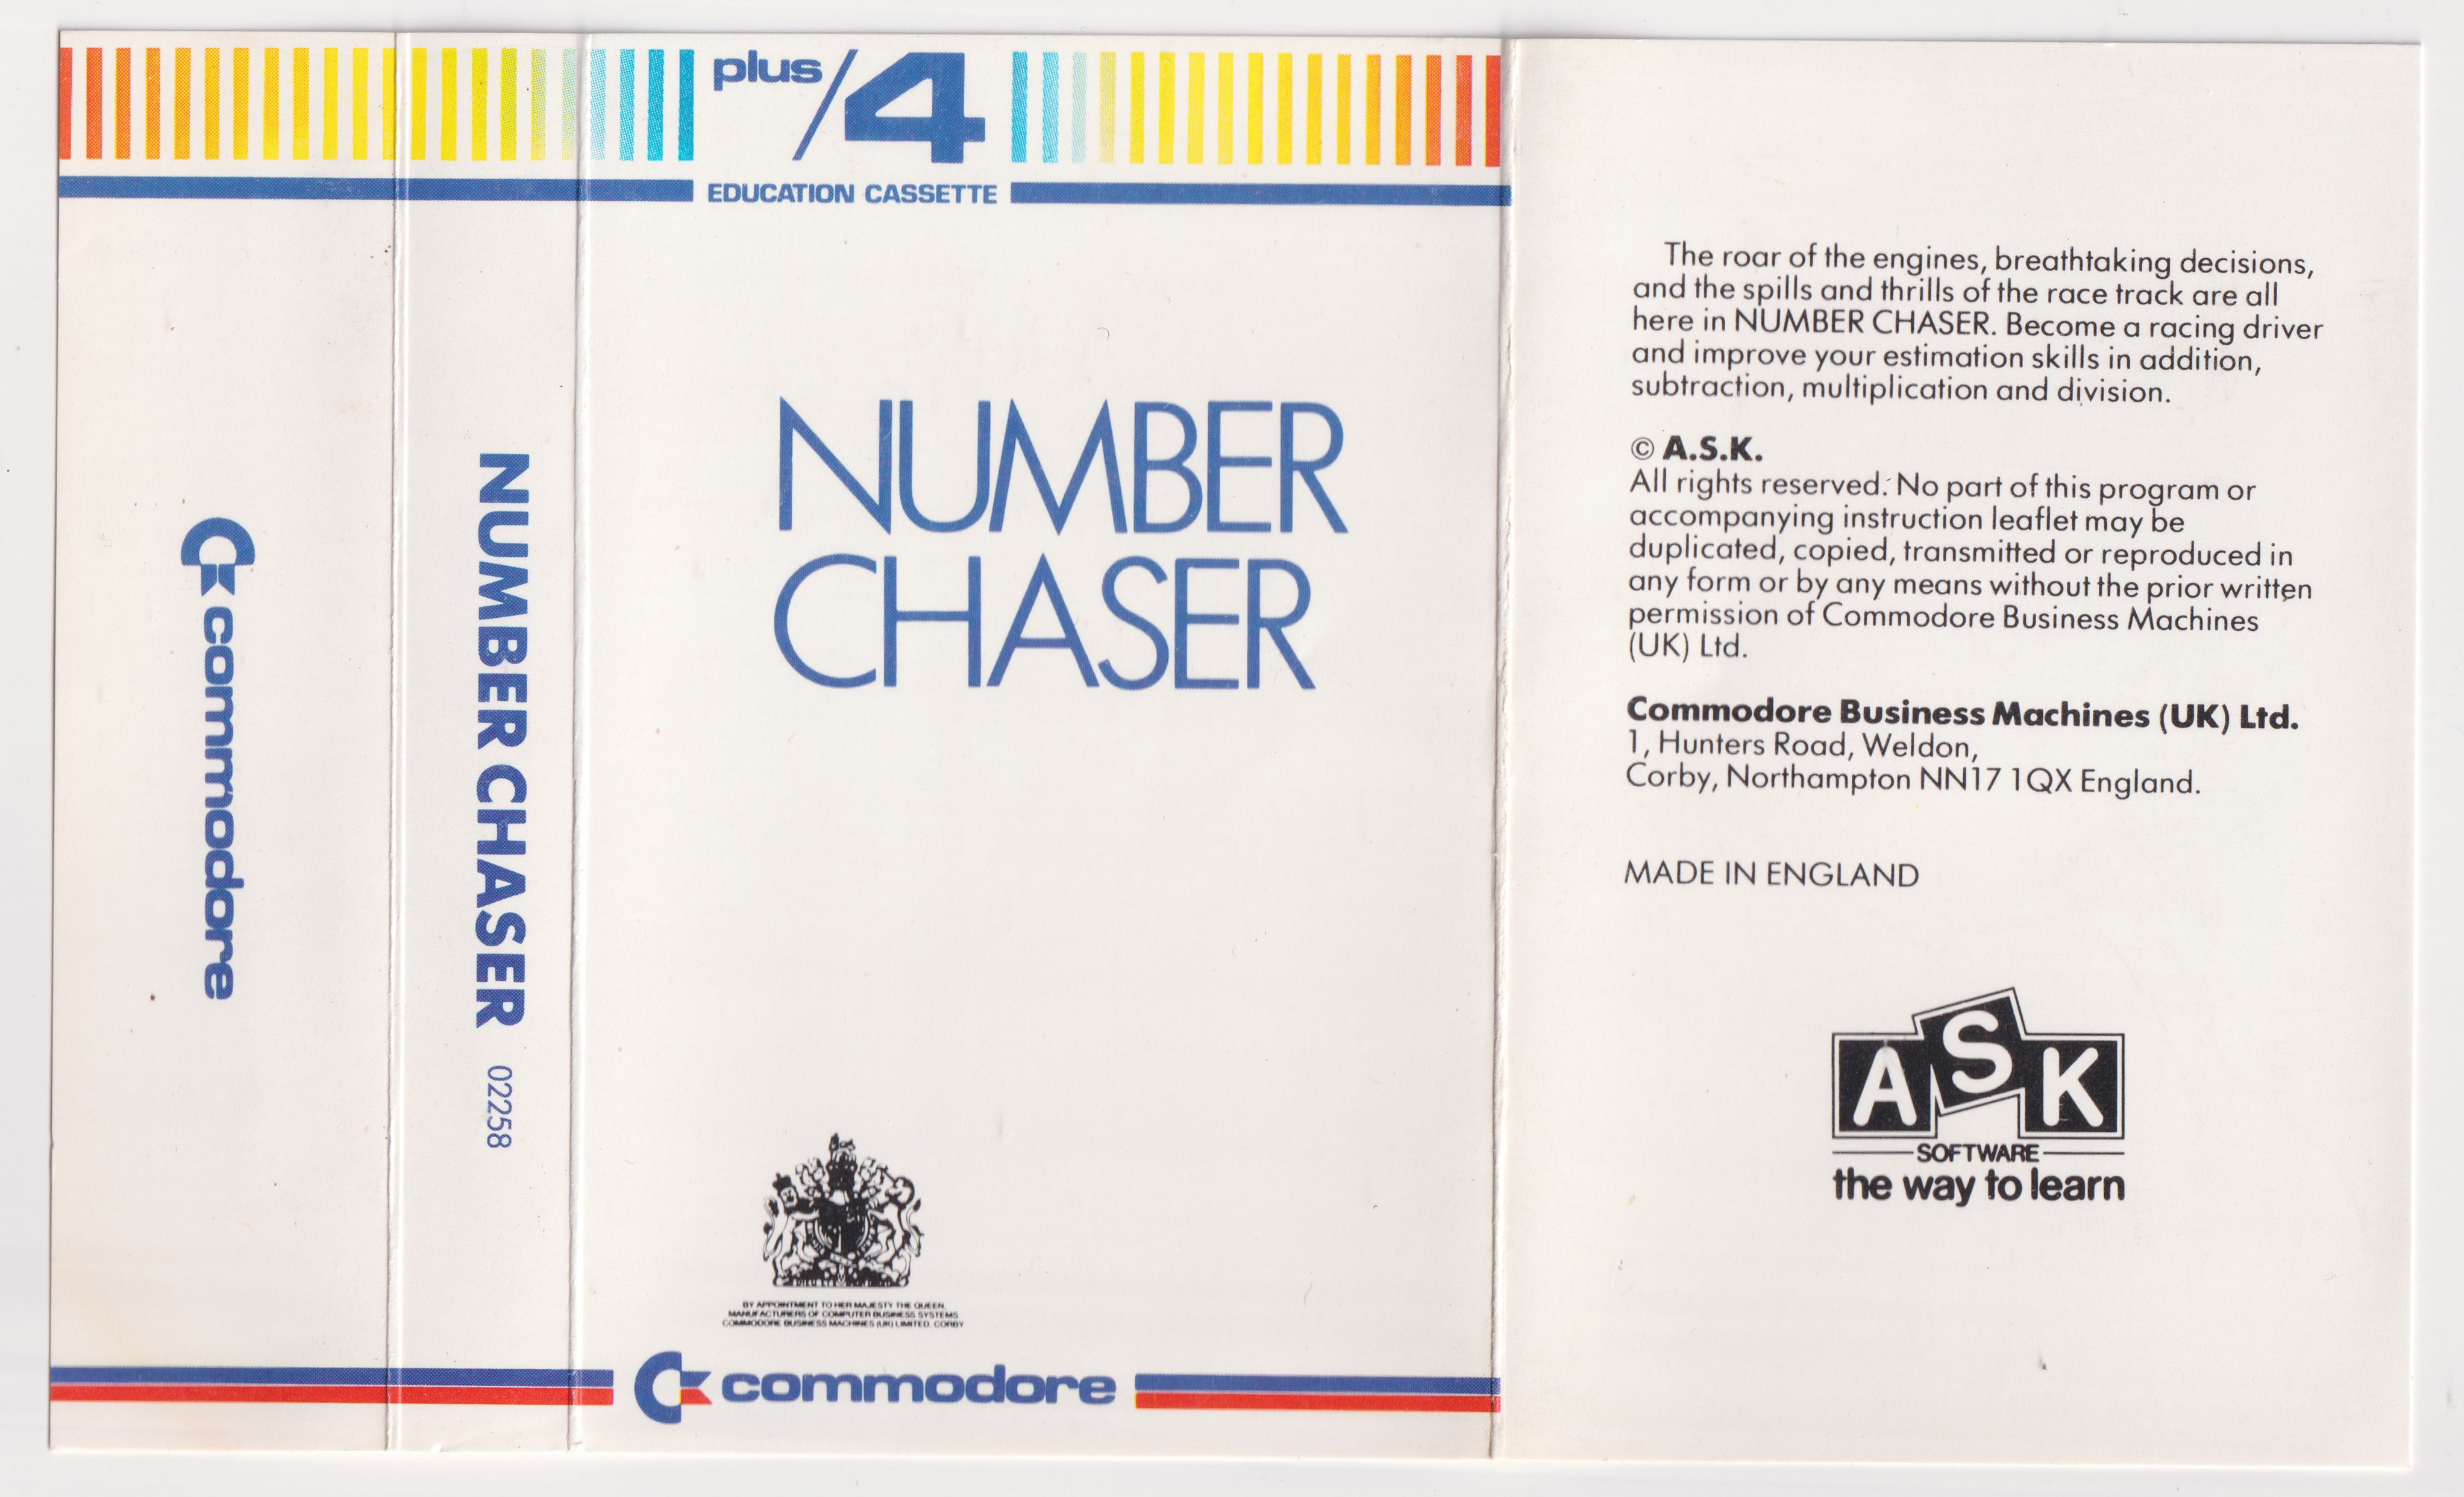 commodore
NUMBER CHASER 02258
plus/4
EDUCATION CASSETTE
NUMBER
CHASER
BY APPOINTMENT TO HER MAJESTY THE QUEEN.
MANUFACTURERS OF COMPUTER BUSINESS SYSTEMS
COMMODORE BUSINESS MACHINES (UK) LIMITED. CORBY
commodore
The roar of the engines, breathtaking decisions,
and the spills and thrills of the race track are all
here in NUMBER CHASER. Become a racing driver
and improve your estimation skills in addition,
subtraction, multiplication and division.
© A.S.K.
All rights reserved. No part of this program or
accompanying instruction leaflet may be
duplicated, copied, transmitted or reproduced in
any form or by any means without the prior written
permission of Commodore Business Machines
(UK) Ltd.
Commodore Business Machines (UK) Ltd.
1, Hunters Road, Weldon,
Corby, Northampton NN17 1QX England.
MADE IN ENGLAND
ASK
SOFTWARE
the way to learn